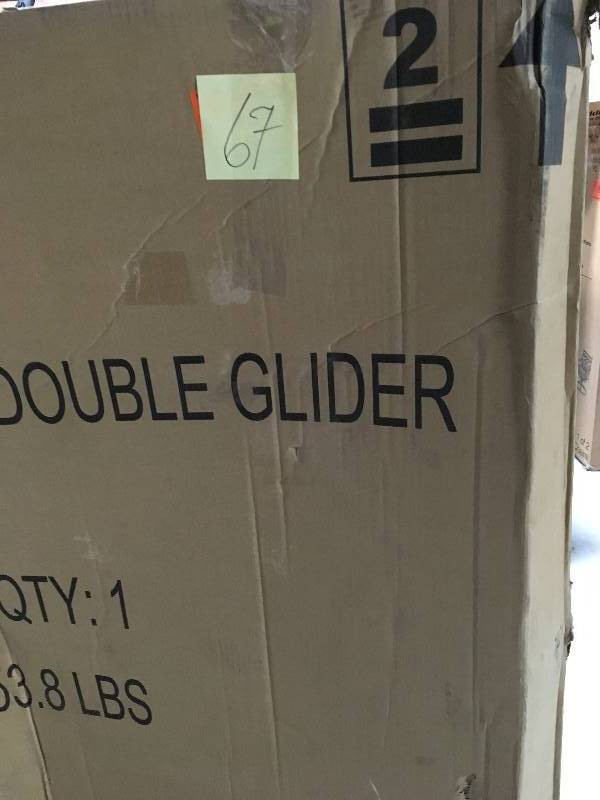 2
67
DOUBLE GLIDER
QTY: 1
3.8 LBS